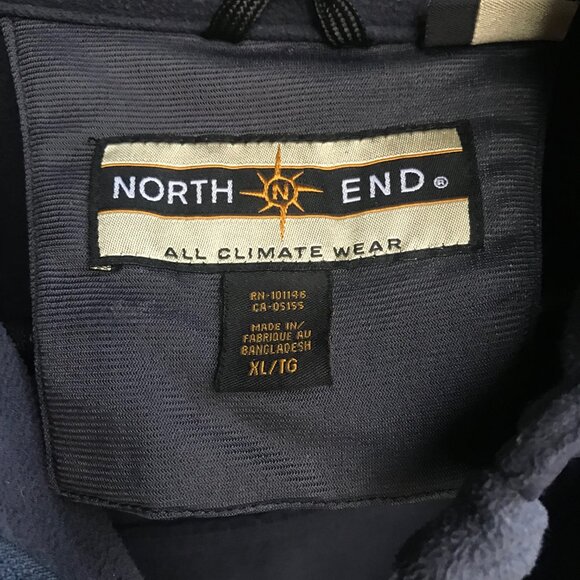 NORTH N END®
ALL CLIMATE WEAR
RN-101146
CA-05155
MADE IN/
FABRIQUE AU
BANGLADESH
XL/TG